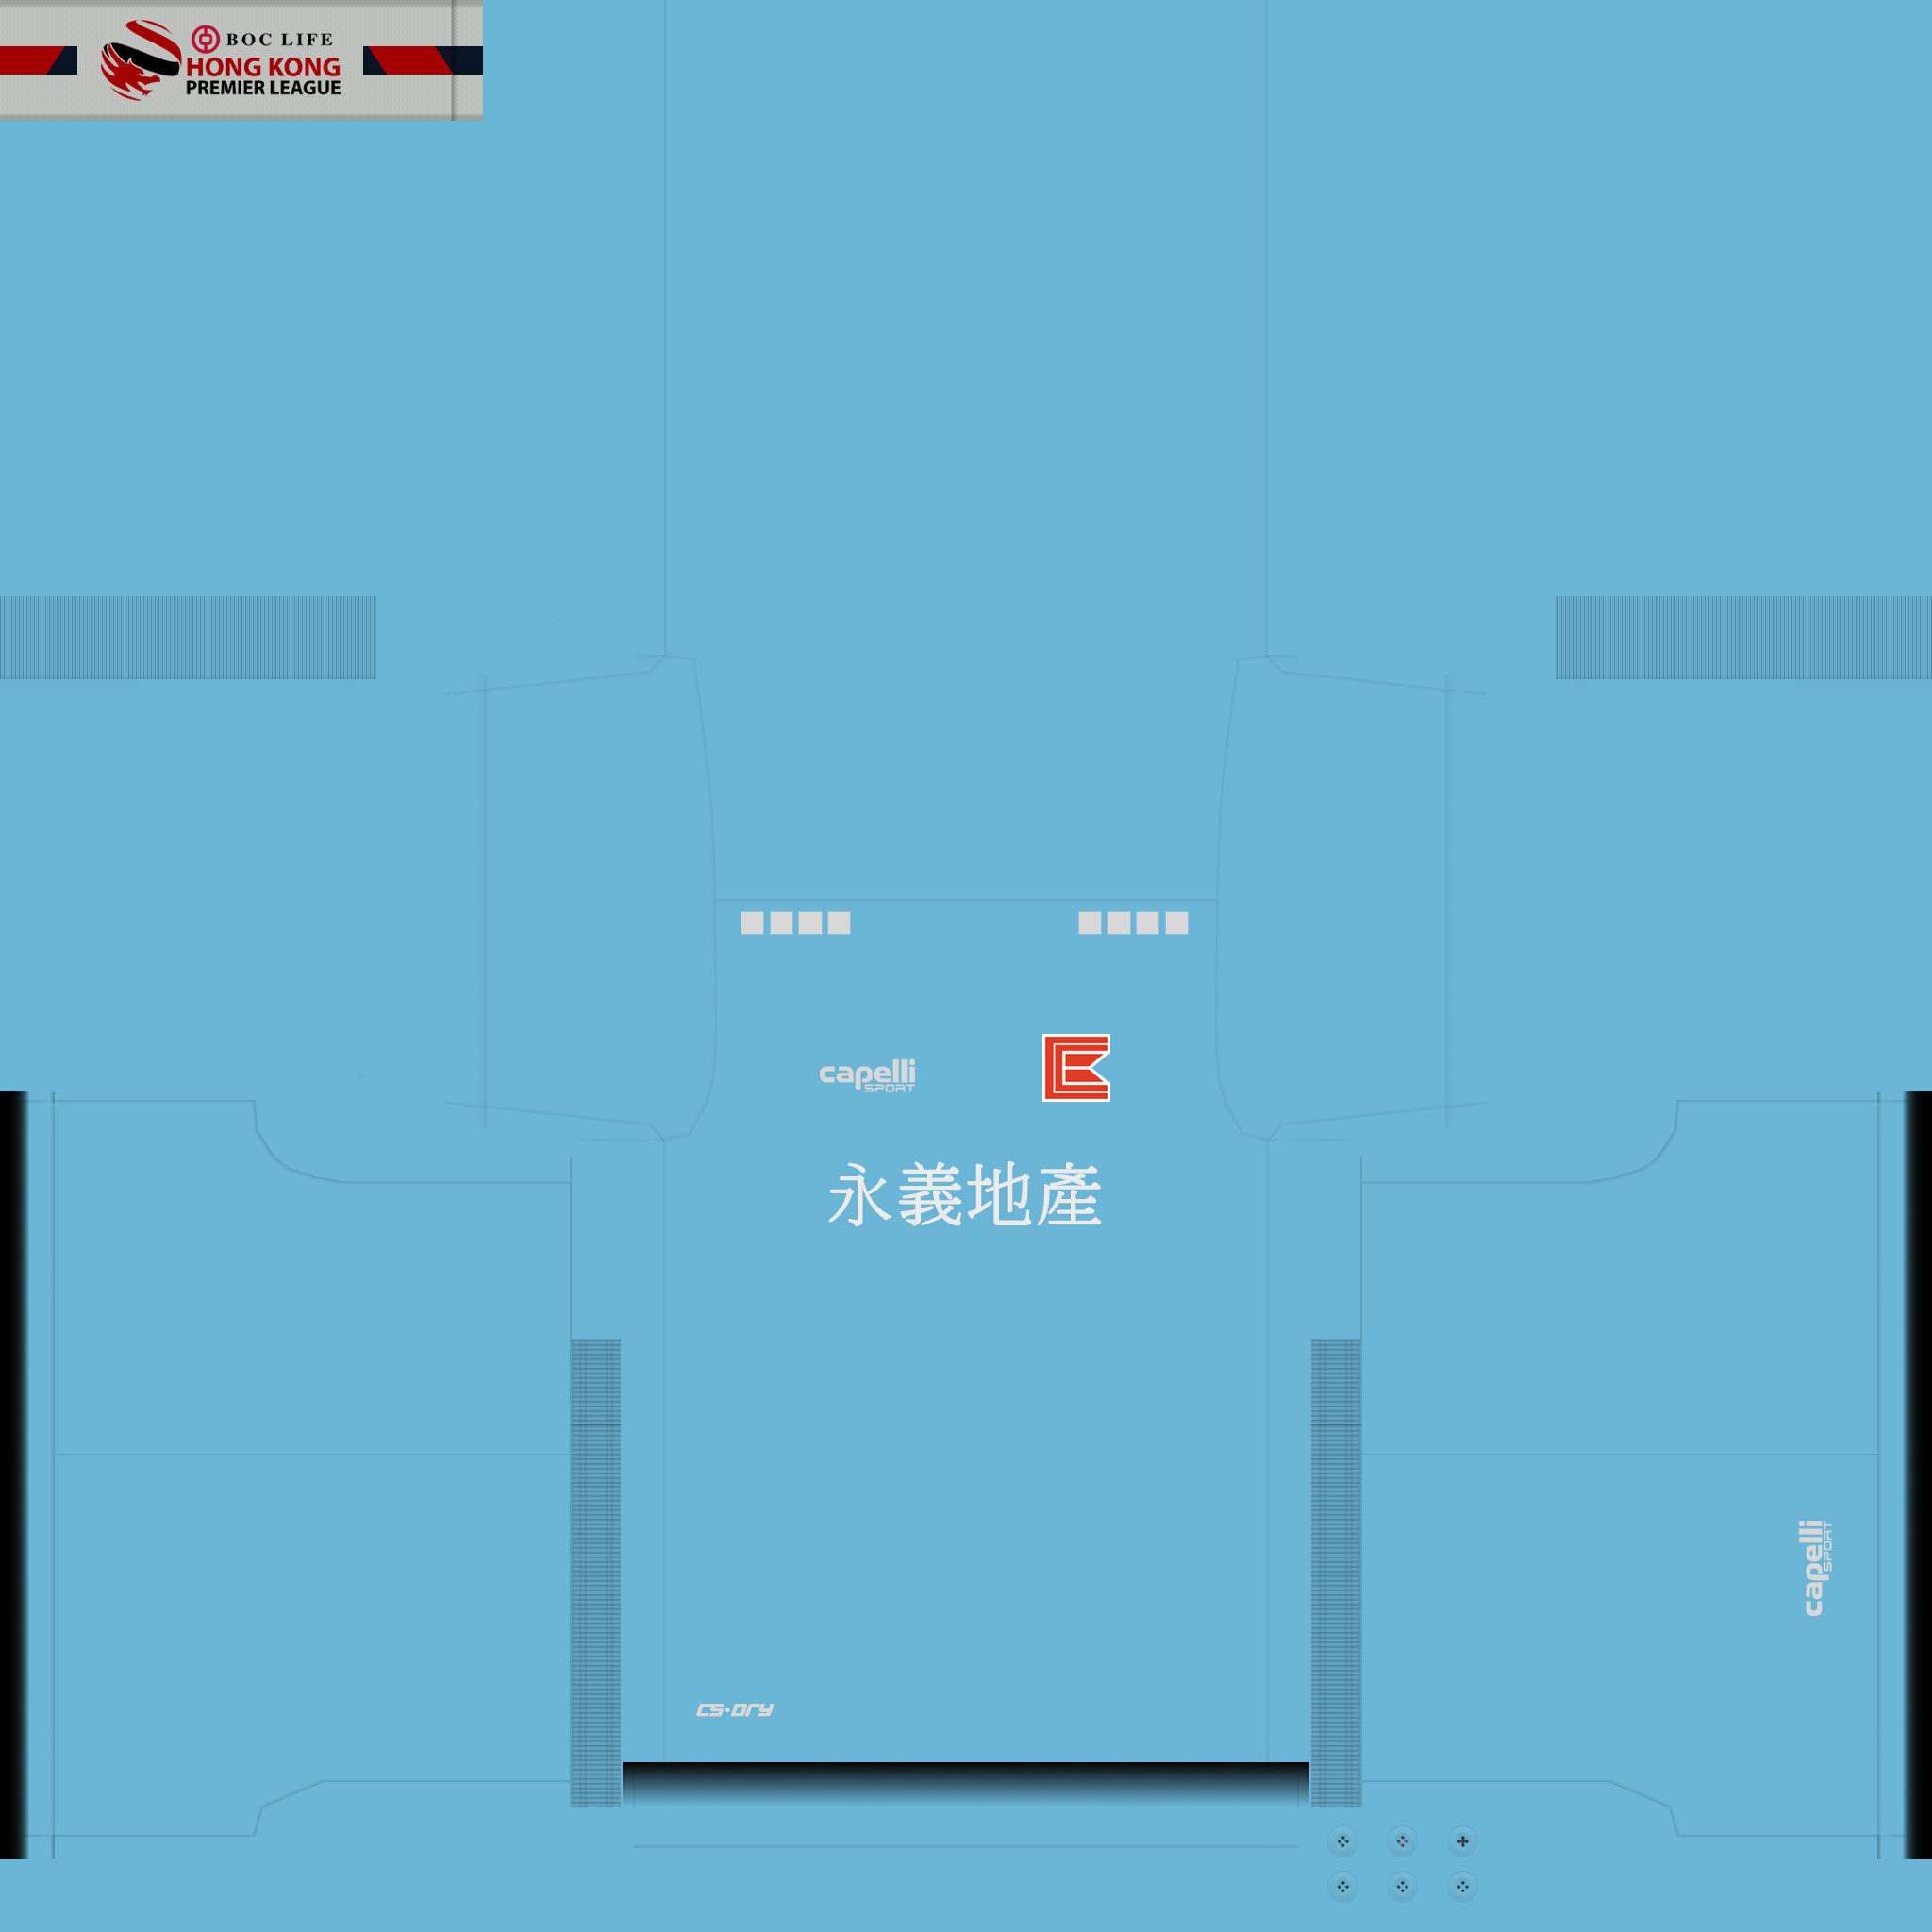 BOC LIFE
HONG KONG
PREMIER LEAGUE
capelli
SPORT
永義地產
capelli
SPORT
CS·DRY